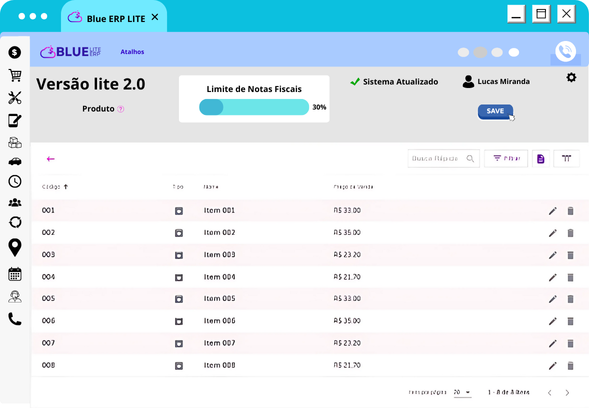 Blue ERP LITE
BLUE LITE ERP
Atalhos
Versão lite 2.0
Produto ?
Limite de Notas Fiscais
30%
Sistema Atualizado
Lucas Miranda
SAVE
Busca Rápida
Filtrar
Código
Tipo
Nome
Preço de Venda
001 Item 001 R$ 33.00
002 Item 002 R$ 35.00
003 Item 003 R$ 23.20
004 Item 004 R$ 21.70
005 Item 005 R$ 33.00
006 Item 006 R$ 35.00
007 Item 007 R$ 23.20
008 Item 008 R$ 21.70
Itens por página 20 1 - 8 de 8 itens